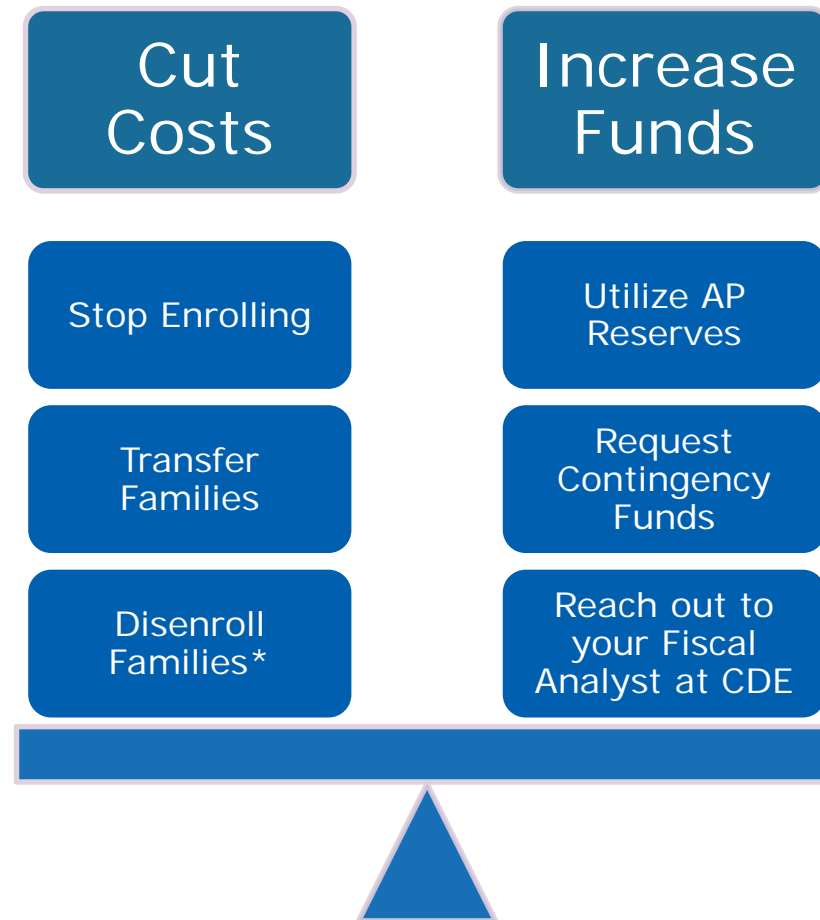 Cut
Costs
Stop Enrolling
Transfer
Families
Disenroll
Families*
Increase
Funds
Utilize AP
Reserves
Request
Contingency
Funds
Reach out to
your Fiscal
Analyst at CDE